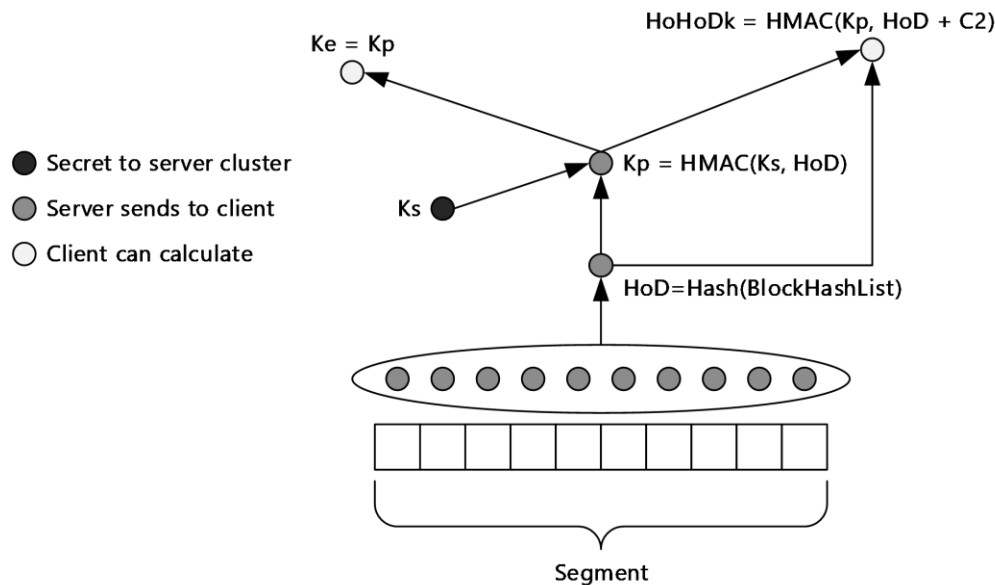 HoHoDk = HMAC(Kp, HoD + C2)
Ke = Kp
Secret to server cluster
Kp = HMAC(Ks, HoD)
Server sends to client
Ks
Client can calculate
HoD=Hash(BlockHashList)
Segment